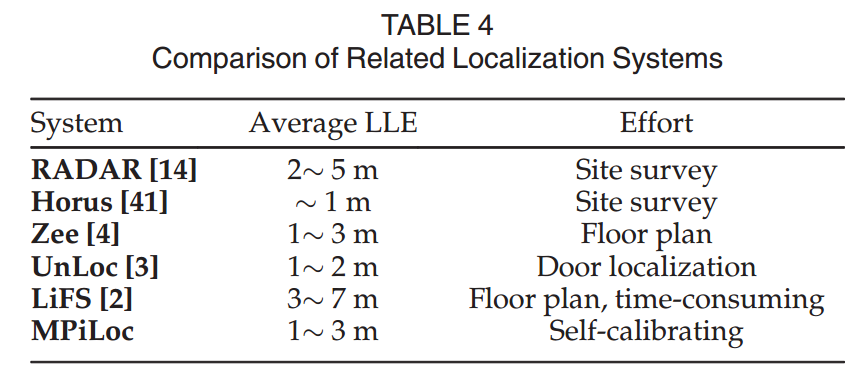 TABLE 4
Comparison of Related Localization Systems
System Average LLE Effort
RADAR [14] 2∼ 5 m Site survey
Horus [41] ∼ 1 m Site survey
Zee [4] 1∼ 3 m Floor plan
UnLoc [3] 1∼ 2 m Door localization
LiFS [2] 3∼ 7 m Floor plan, time-consuming
MPiLoc 1∼ 3 m Self-calibrating